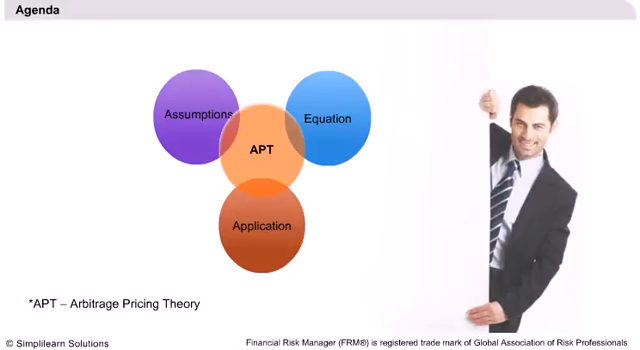 Agenda
Assumptions
Equation
APT
Application
*APT – Arbitrage Pricing Theory
© Simplilearn Solutions
Financial Risk Manager (FRM®) is registered trade mark of Global Association of Risk Professionals